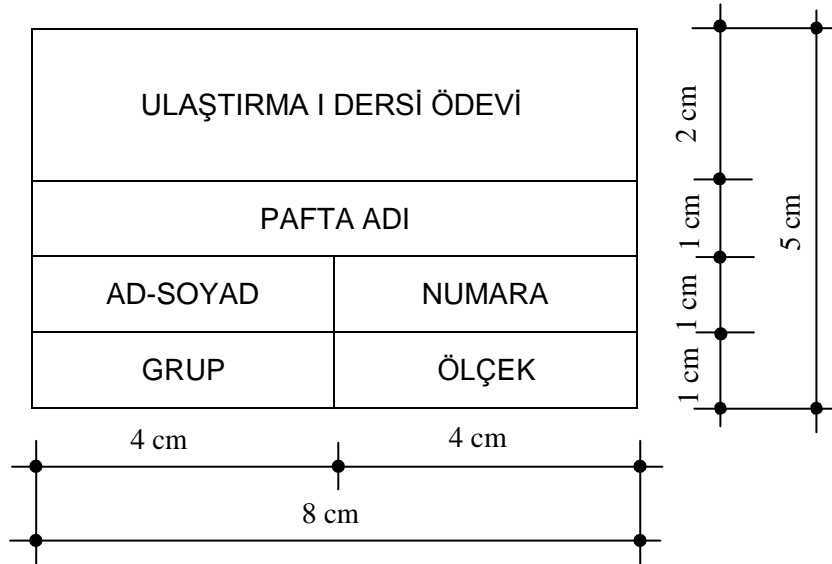 ULAŞTIRMA I DERSİ ÖDEVİ
PAFTA ADI
AD-SOYAD NUMARA
GRUP ÖLÇEK
2 cm
1 cm
1 cm
1 cm
5 cm
4 cm 4 cm
8 cm